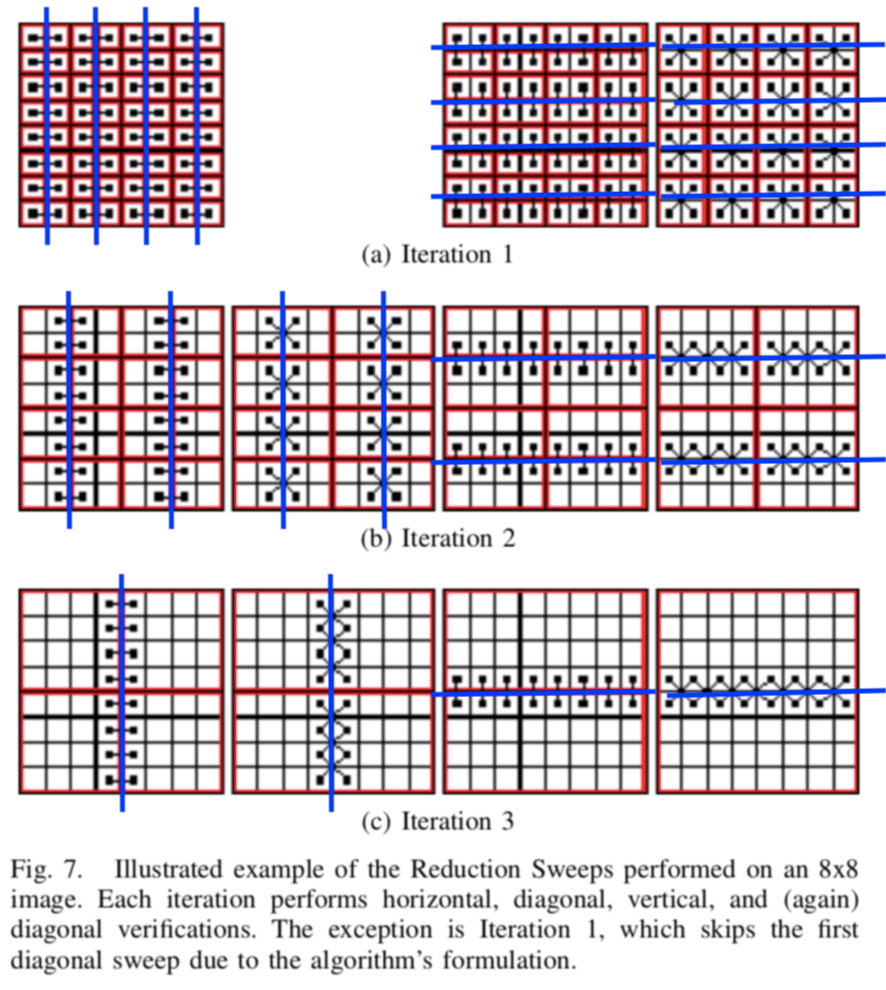 (a) Iteration 1
(b) Iteration 2
(c) Iteration 3
Fig. 7. Illustrated example of the Reduction Sweeps performed on an 8x8
image. Each iteration performs horizontal, diagonal, vertical, and (again)
diagonal verifications. The exception is Iteration 1, which skips the first
diagonal sweep due to the algorithm's formulation.